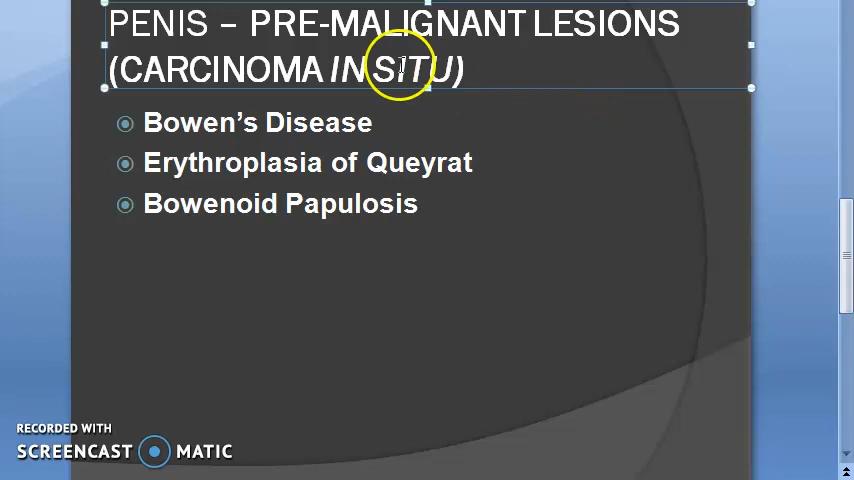 PENIS – PRE-MALIGNANT LESIONS
(CARCINOMA IN SITU)
Bowen’s Disease
Erythroplasia of Queyrat
Bowenoid Papulosis
RECORDED WITH
SCREENCAST MATIC